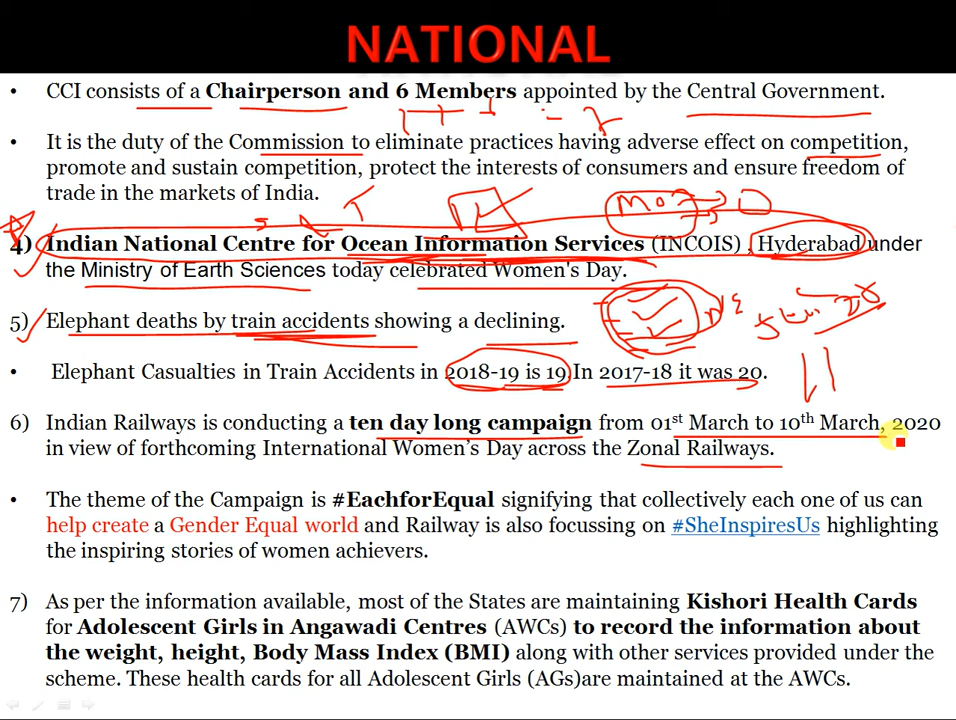 NATIONAL
• CCI consists of a Chairperson and 6 Members appointed by the Central Government.
• It is the duty of the Commission to eliminate practices having adverse effect on competition,
promote and sustain competition, protect the interests of consumers and ensure freedom of
trade in the markets of India.
4) Indian National Centre for Ocean Information Services (INCOIS) , Hyderabad under
the Ministry of Earth Sciences today celebrated Women's Day.
5) Elephant deaths by train accidents showing a declining.
• Elephant Casualties in Train Accidents in 2018-19 is 19.In 2017-18 it was 20.
6) Indian Railways is conducting a ten day long campaign from 01st March to 10th March, 2020
in view of forthcoming International Women's Day across the Zonal Railways.
• The theme of the Campaign is #EachforEqual signifying that collectively each one of us can
help create a Gender Equal world and Railway is also focussing on #SheInspiresUs highlighting
the inspiring stories of women achievers.
7) As per the information available, most of the States are maintaining Kishori Health Cards
for Adolescent Girls in Angawadi Centres (AWCs) to record the information about
the weight, height, Body Mass Index (BMI) along with other services provided under the
scheme. These health cards for all Adolescent Girls (AGs)are maintained at the AWCs.